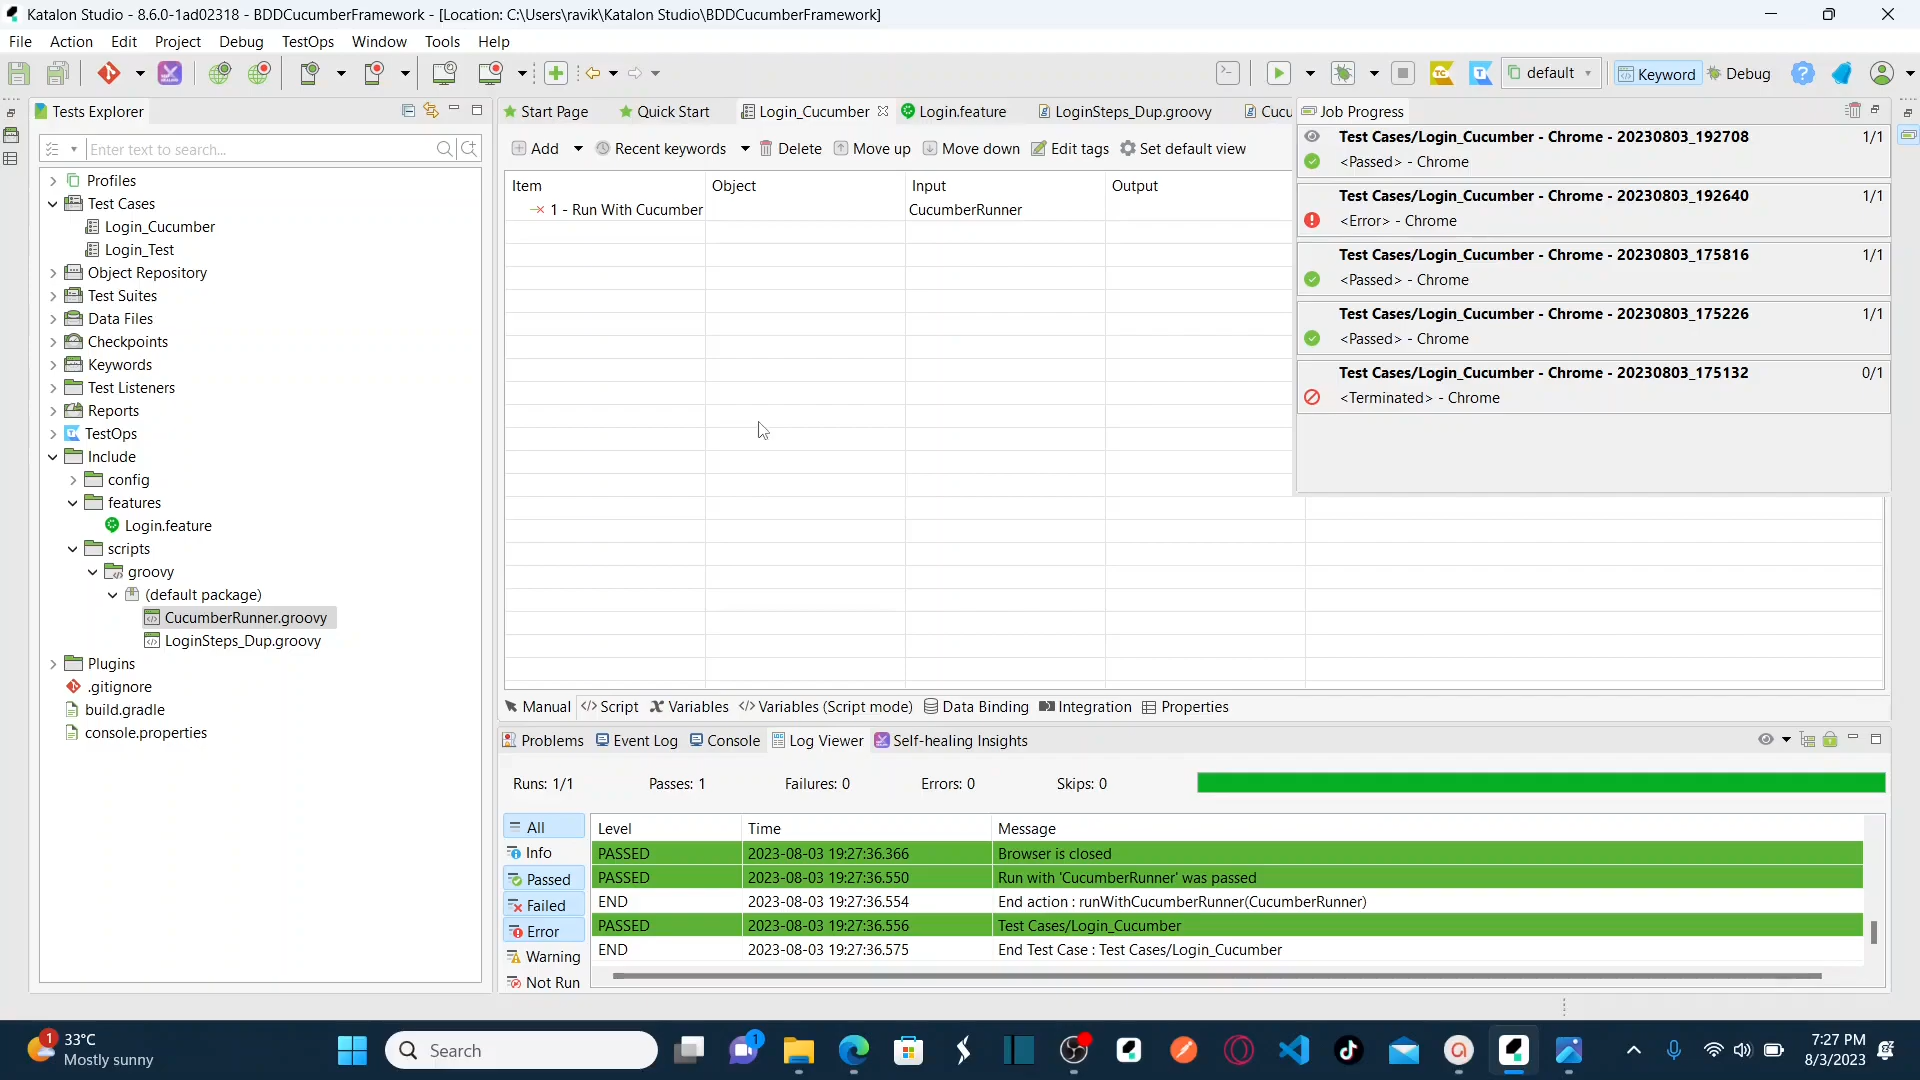 Katalon Studio - 8.6.0-1ad02318 - BDDCucumberFramework - [Location: C:\Users\ravik\Katalon Studio\BDDCucumberFramework]
File Action Edit Project Debug TestOps Window Tools Help
default Keyword Debug
Tests Explorer
Enter text to search...
Profiles
Test Cases
Login_Cucumber
Login_Test
Object Repository
Test Suites
Data Files
Checkpoints
Keywords
Test Listeners
Reports
TestOps
Include
config
features
Login.feature
scripts
groovy
(default package)
CucumberRunner.groovy
LoginSteps_Dup.groovy
Plugins
.gitignore
build.gradle
console.properties
Start Page Quick Start Login_Cucumber Login.feature LoginSteps_Dup.groovy Cucu
Add Recent keywords Delete Move up Move down Edit tags Set default view
Item Object Input Output
1 - Run With Cucumber CucumberRunner
Job Progress
Test Cases/Login_Cucumber - Chrome - 20230803_192708 1/1
<Passed> - Chrome
Test Cases/Login_Cucumber - Chrome - 20230803_192640 1/1
<Error> - Chrome
Test Cases/Login_Cucumber - Chrome - 20230803_175816 1/1
<Passed> - Chrome
Test Cases/Login_Cucumber - Chrome - 20230803_175226 1/1
<Passed> - Chrome
Test Cases/Login_Cucumber - Chrome - 20230803_175132 0/1
<Terminated> - Chrome
Manual Script Variables Variables (Script mode) Data Binding Integration Properties
Problems Event Log Console Log Viewer Self-healing Insights
Runs: 1/1 Passes: 1 Failures: 0 Errors: 0 Skips: 0
All
Info
Passed
Failed
Error
Warning
Not Run
Level Time Message
PASSED 2023-08-03 19:27:36.366 Browser is closed
PASSED 2023-08-03 19:27:36.550 Run with 'CucumberRunner' was passed
END 2023-08-03 19:27:36.554 End action : runWithCucumberRunner(CucumberRunner)
PASSED 2023-08-03 19:27:36.556 Test Cases/Login_Cucumber
END 2023-08-03 19:27:36.575 End Test Case : Test Cases/Login_Cucumber
1
33°C
Mostly sunny
Search
1
7:27 PM
8/3/2023